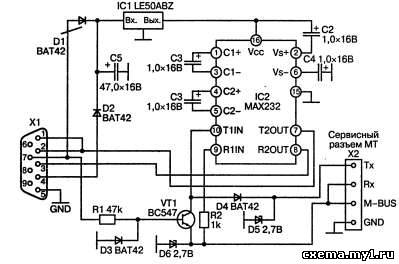 IC1 LE50ABZ
Вх.
Вых.
D1
BAT42
C5
47,0×16В
D2
BAT42
C3
1,0×16В
C3
1,0×16В
16
Vcc
1
C1+
3
C1-
4
C2+
5
C2-
10
T1IN
9
R1IN
IC2
MAX232
Vs+
2
Vs-
6
15
T2OUT
7
R2OUT
8
C2
1,0×16В
C4 1,0×16В
X1
1
6
2
7
3
8
4
9
5
GND
R1 47k
VT1
BC547
D3 BAT42
R2
1k
D4 BAT42
D5 2,7В
D6 2,7В
Сервисный
разъем МТ
X2
Tx
Rx
M-BUS
GND
cxema.my1.ru